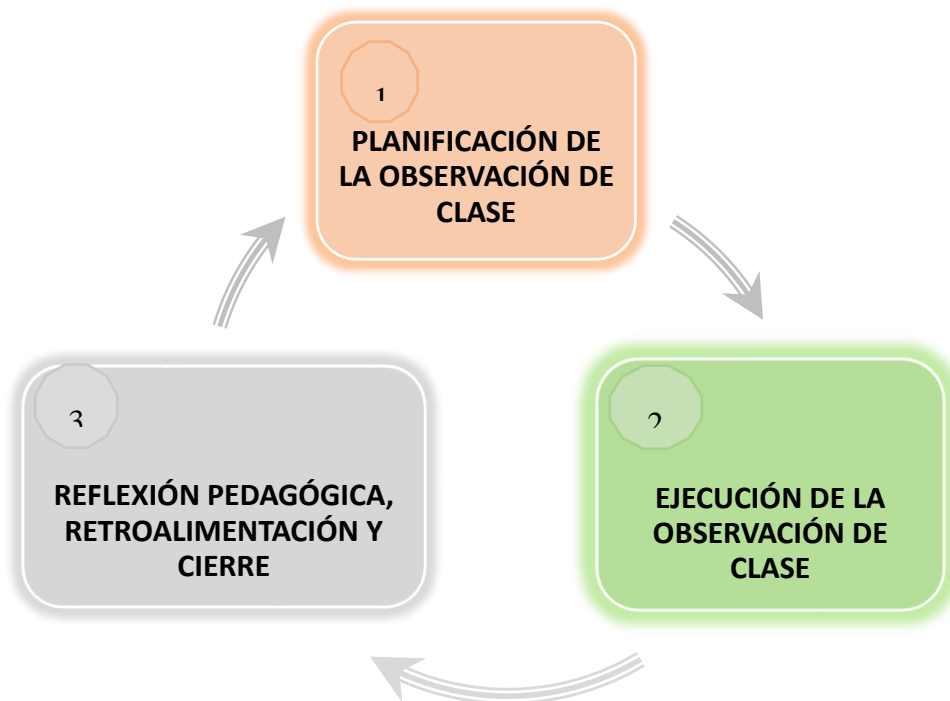 1
PLANIFICACIÓN DE
LA OBSERVACIÓN DE
CLASE
2
EJECUCIÓN DE LA
OBSERVACIÓN DE
CLASE
3
REFLEXIÓN PEDAGÓGICA,
RETROALIMENTACIÓN Y
CIERRE